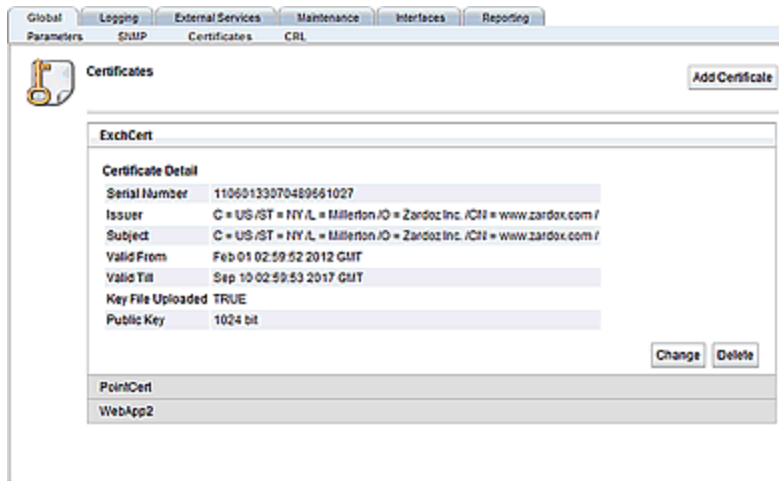 Global Logging External Services Maintenance Interfaces Reporting
Parameters SNMP Certificates CRL
Certificates
Add Certificate
ExchCert
Certificate Detail
Serial Number 11060133070489661027
Issuer C = US /ST = NY /L = Millerton /O = Zardoz Inc. /CN = www.zardox.com /
Subject C = US /ST = NY /L = Millerton /O = Zardoz Inc. /CN = www.zardox.com /
Valid From Feb 01 02:59:52 2012 GMT
Valid Till Sep 10 02:59:53 2017 GMT
Key File Uploaded TRUE
Public Key 1024 bit
Change Delete
PointCert
WebApp2